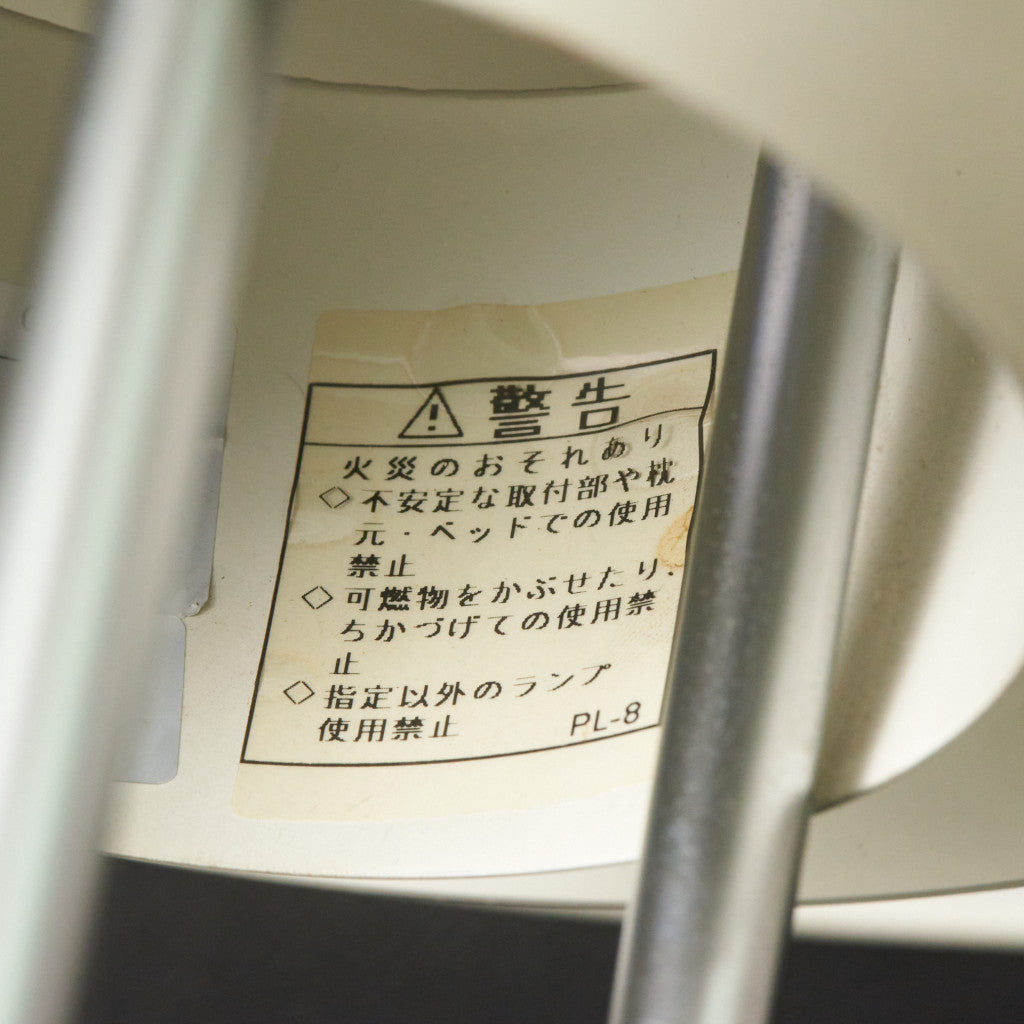 ⚠ 警告
火災のおそれあり
◇不安定な取付部や枕
元・ベッドでの使用
禁止
◇可燃物をかぶせたり、
ちかづけての使用禁
止
◇指定以外のランプ
使用禁止 PL-8